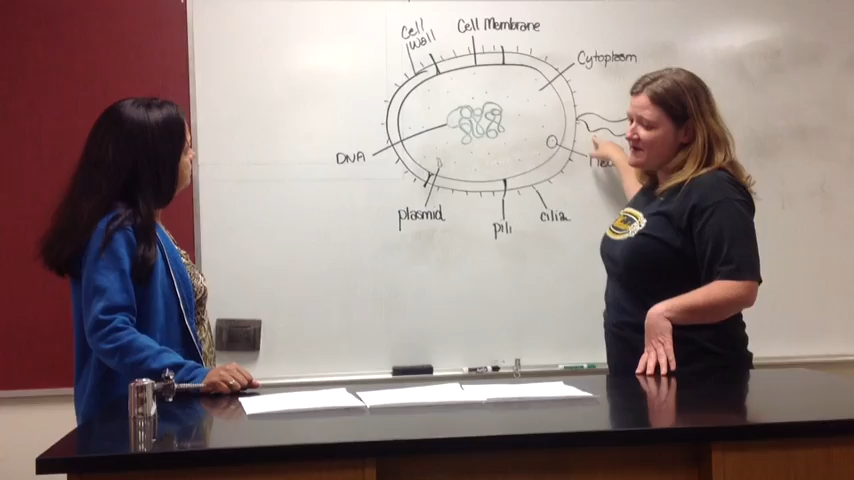 Cell
Wall
Cell Membrane
Cytoplasm
DNA
plasmid
pili
cilia